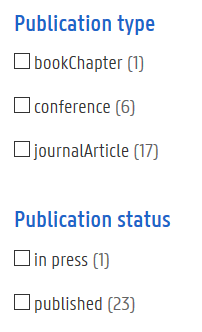 Publication type
bookChapter (1)
conference (6)
journalArticle (17)
Publication status
in press (1)
published (23)